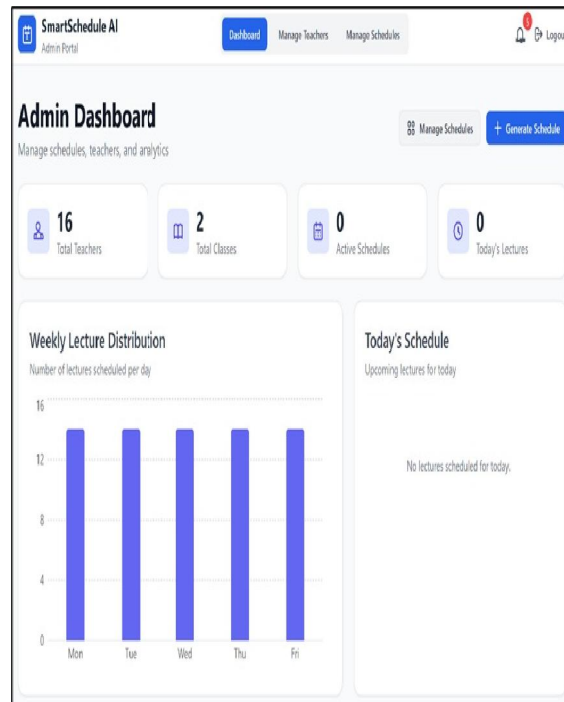 SmartSchedule AI
Admin Portal
Dashboard
Manage Teachers
Manage Schedules
5
Logou
Admin Dashboard
Manage schedules, teachers, and analytics
Manage Schedules
+ Generate Schedule
16
Total Teachers
2
Total Classes
0
Active Schedules
0
Today's Lectures
Weekly Lecture Distribution
Number of lectures scheduled per day
16
12
8
4
0
Mon Tue Wed Thu Fri
Today's Schedule
Upcoming lectures for today
No lectures scheduled for today.